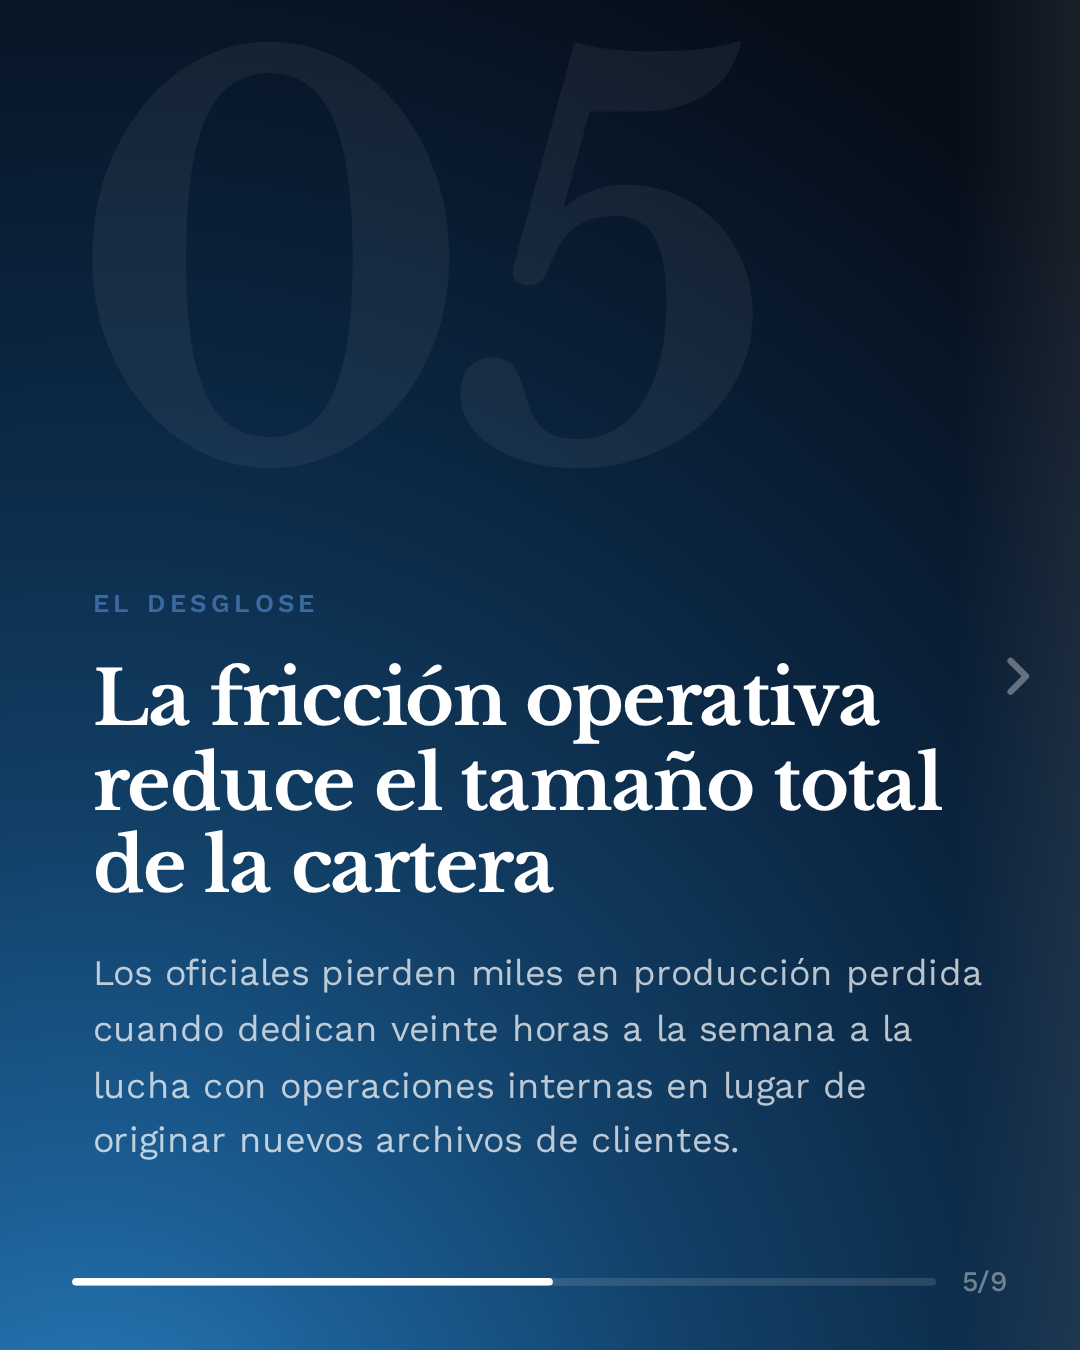 05
EL DESGLOSE
La fricción operativa
reduce el tamaño total
de la cartera
Los oficiales pierden miles en producción perdida
cuando dedican veinte horas a la semana a la
lucha con operaciones internas en lugar de
originar nuevos archivos de clientes.
5/9